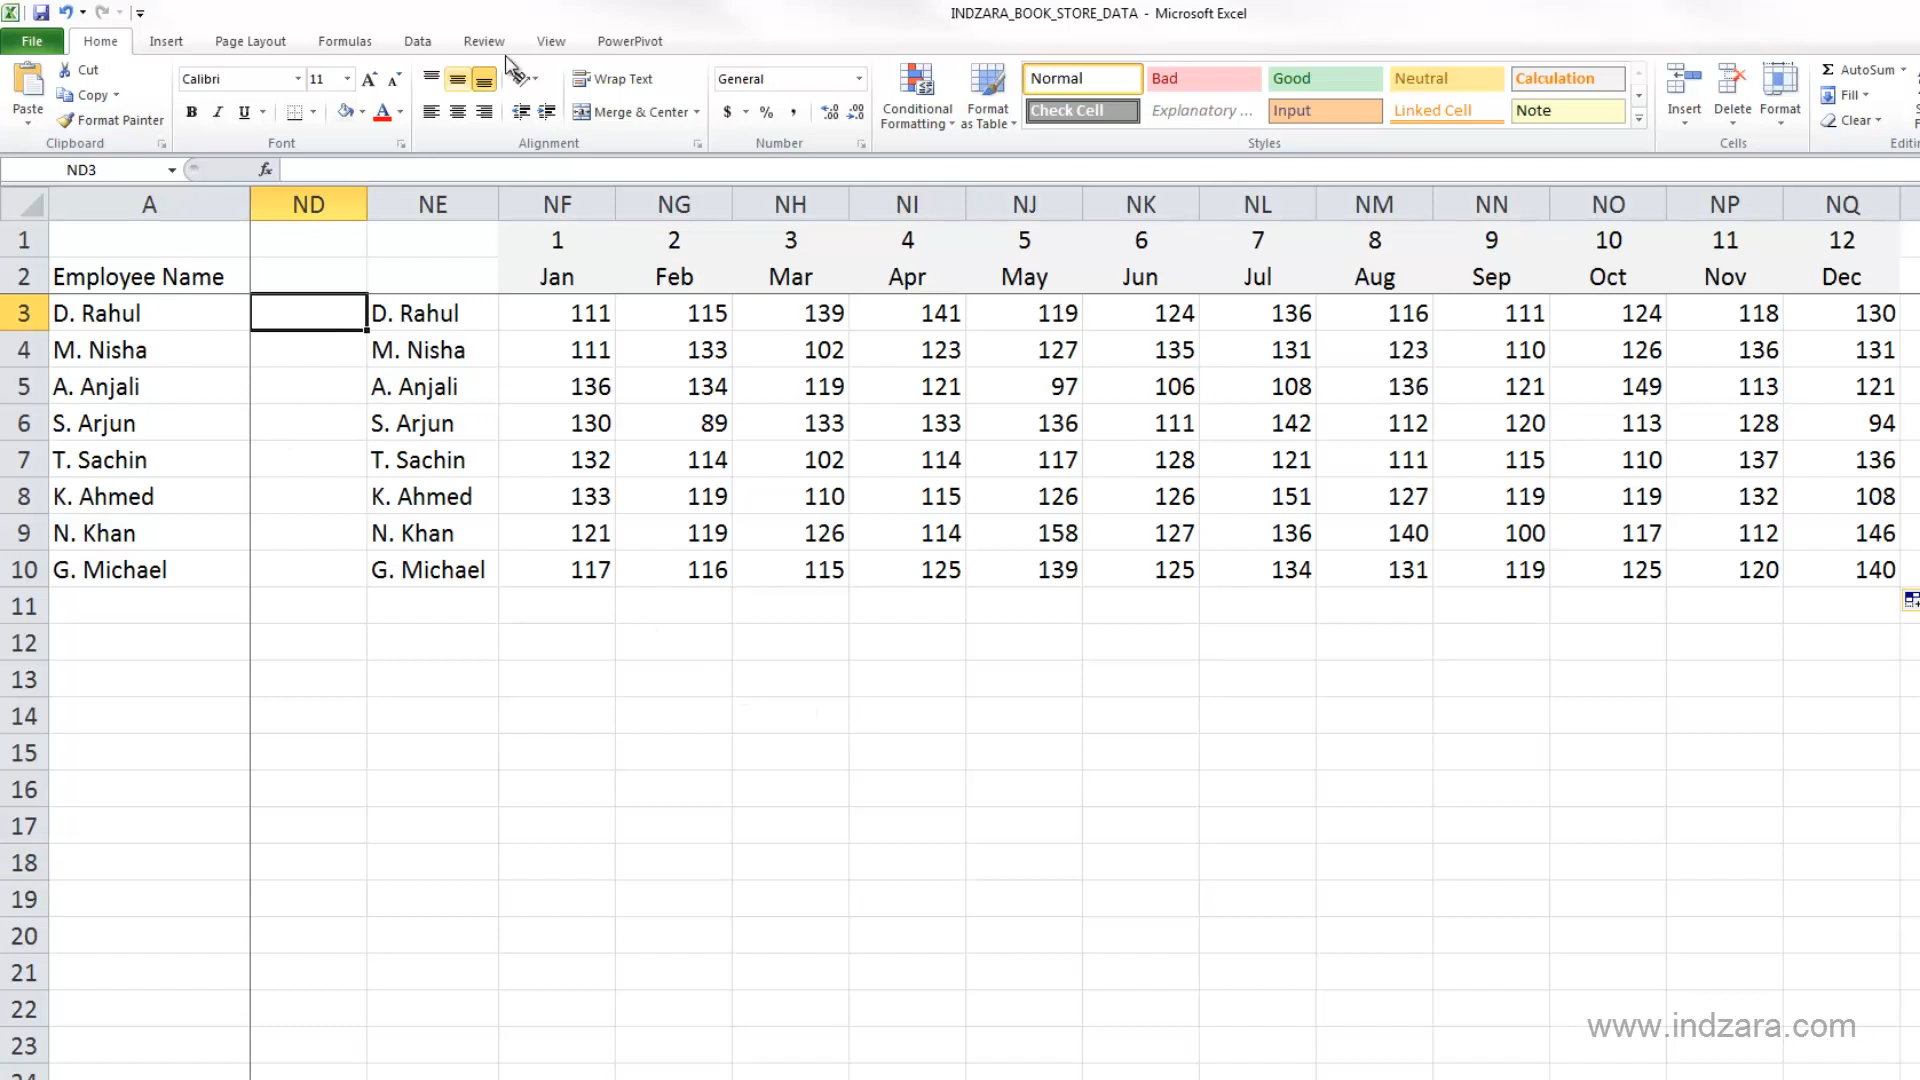 INDZARA_BOOK_STORE_DATA - Microsoft Excel
File Home Insert Page Layout Formulas Data Review View PowerPivot
Paste Cut Copy Format Painter Clipboard
Calibri 11 A A B I U A Font
Wrap Text Merge & Center Alignment
General $ % , Number
Conditional Formatting Format as Table
Normal Bad Good Neutral Calculation
Check Cell Explanatory ... Input Linked Cell Note
Styles
Insert Delete Format Cells
Σ AutoSum Fill Clear
ND3 fx
A ND NE NF NG NH NI NJ NK NL NM NN NO NP NQ
1 1 2 3 4 5 6 7 8 9 10 11 12
2 Employee Name Jan Feb Mar Apr May Jun Jul Aug Sep Oct Nov Dec
3 D. Rahul D. Rahul 111 115 139 141 119 124 136 116 111 124 118 130
4 M. Nisha M. Nisha 111 133 102 123 127 135 131 123 110 126 136 131
5 A. Anjali A. Anjali 136 134 119 121 97 106 108 136 121 149 113 121
6 S. Arjun S. Arjun 130 89 133 133 136 111 142 112 120 113 128 94
7 T. Sachin T. Sachin 132 114 102 114 117 128 121 111 115 110 137 136
8 K. Ahmed K. Ahmed 133 119 110 115 126 126 151 127 119 119 132 108
9 N. Khan N. Khan 121 119 126 114 158 127 136 140 100 117 112 146
10 G. Michael G. Michael 117 116 115 125 139 125 134 131 119 125 120 140
11
12
13
14
15
16
17
18
19
20
21
22
www.indzara.com
23